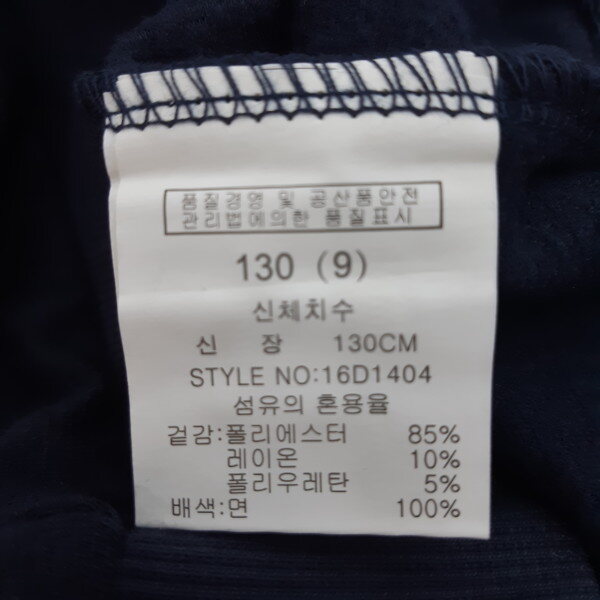 품질경영 및 공산품안전
관리법에의한 품질표시
130 (9)
신체치수
신 장 130CM
STYLE NO:16D1404
섬유의 혼용율
겉감:폴리에스터 85%
레이온 10%
폴리우레탄 5%
배색:면 100%